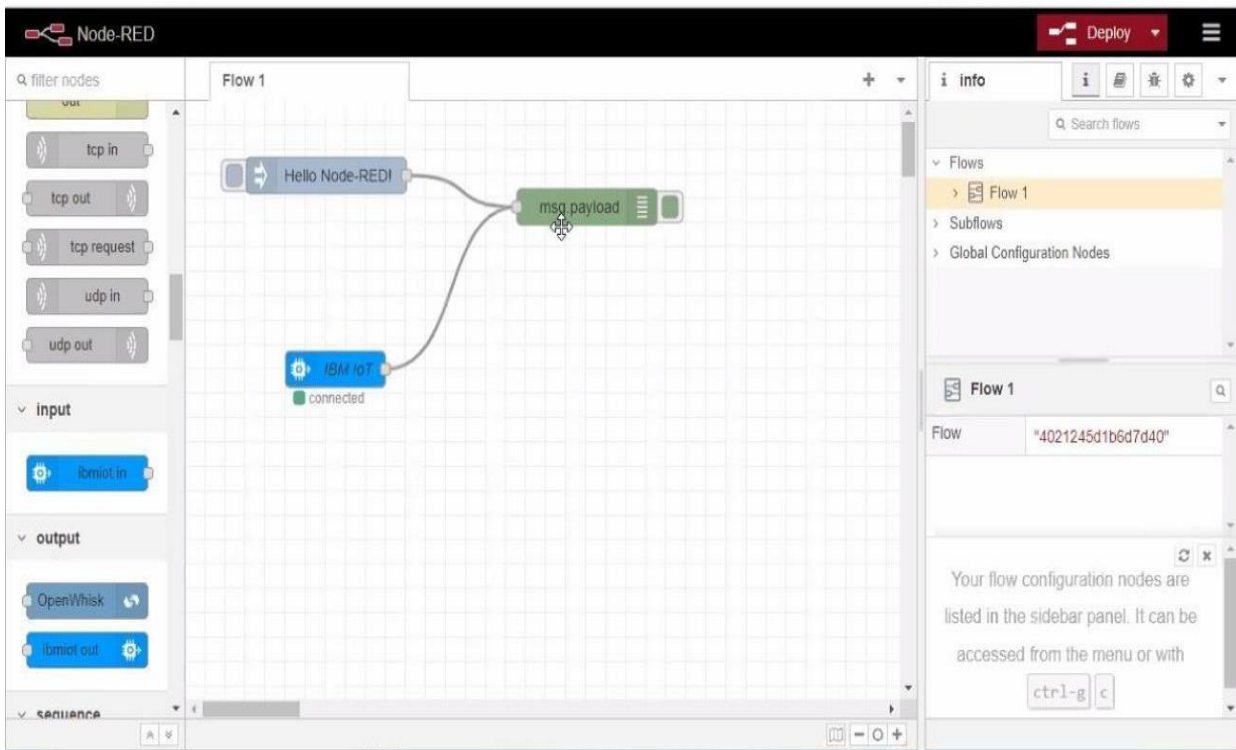 Node-RED
Deploy
filter nodes
Flow 1
i info
Search flows
out
tcp in
tcp out
tcp request
udp in
udp out
input
ibmiot in
output
OpenWhisk
ibmiot out
sequence
Hello Node-RED!
msg.payload
IBM IoT
connected
Flows
Flow 1
Subflows
Global Configuration Nodes
Flow 1
Flow "4021245d1b6d7d40"
Your flow configuration nodes are
listed in the sidebar panel. It can be
accessed from the menu or with
ctrl-g c